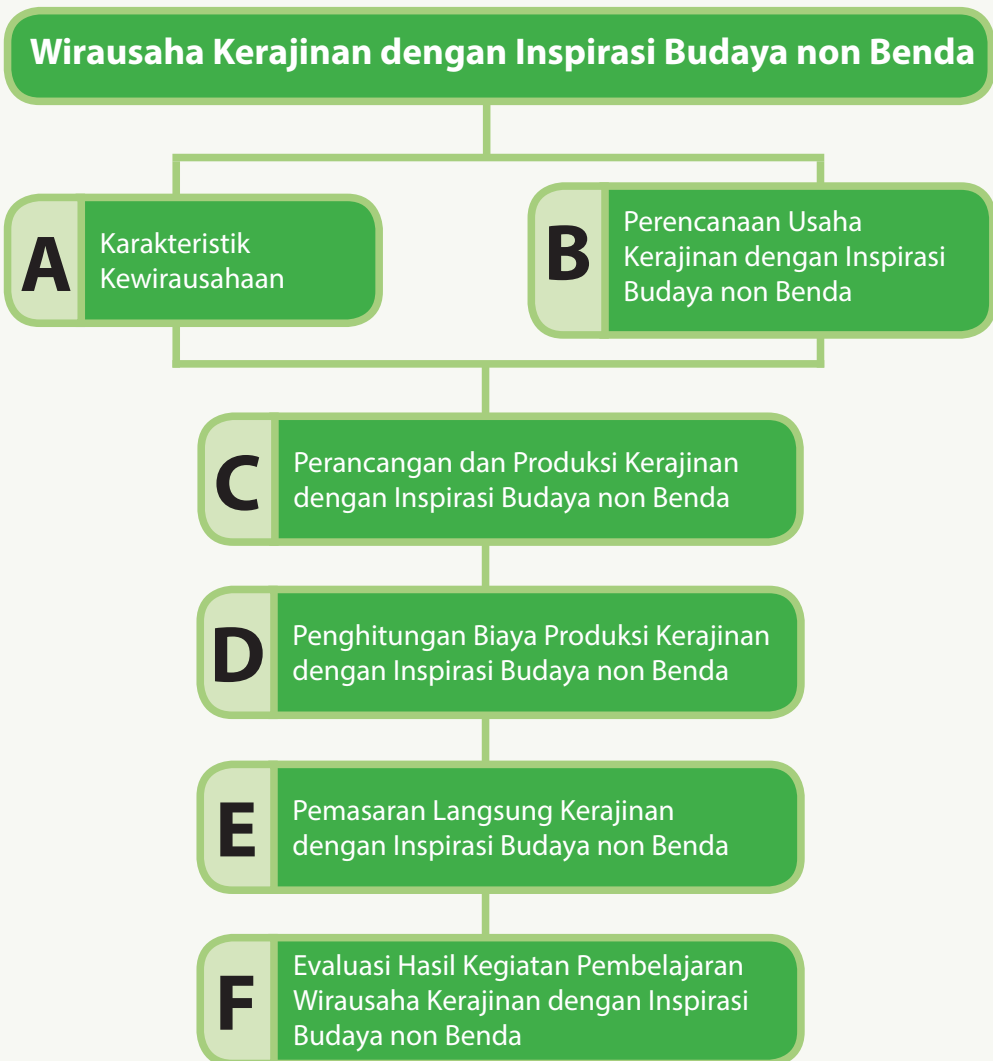 Wirausaha Kerajinan dengan Inspirasi Budaya non Benda
A
Karakteristik
Kewirausahaan
B
Perencanaan Usaha
Kerajinan dengan Inspirasi
Budaya non Benda
C
Perancangan dan Produksi Kerajinan
dengan Inspirasi Budaya non Benda
D
Penghitungan Biaya Produksi Kerajinan
dengan Inspirasi Budaya non Benda
E
Pemasaran Langsung Kerajinan
dengan Inspirasi Budaya non Benda
F
Evaluasi Hasil Kegiatan Pembelajaran
Wirausaha Kerajinan dengan Inspirasi
Budaya non Benda